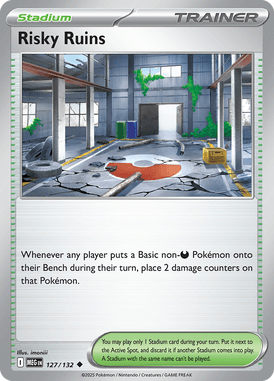 Stadium
TRAINER
Risky Ruins
Whenever any player puts a Basic non- Pokémon onto
their Bench during their turn, place 2 damage counters on
that Pokémon.
Illus. imoniii
I MEG EN 127/132 ◆
©2025 Pokémon / Nintendo / Creatures / GAME FREAK
You may play only 1 Stadium card during your turn. Put it next to
the Active Spot, and discard it if another Stadium comes into play.
A Stadium with the same name can't be played.